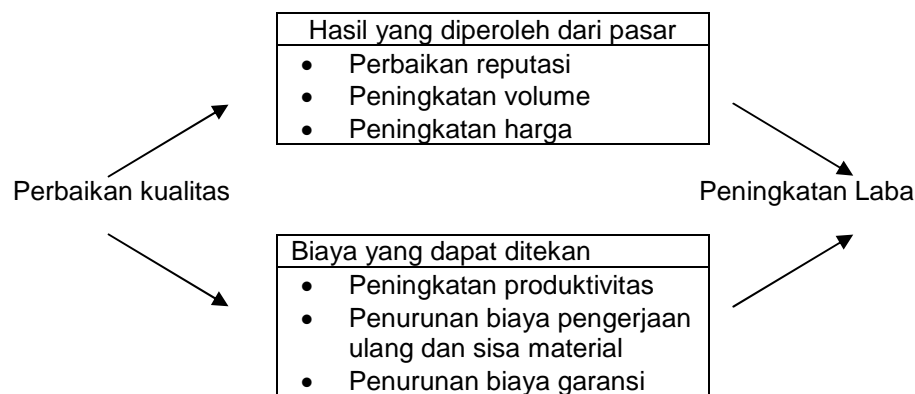 Hasil yang diperoleh dari pasar
• Perbaikan reputasi
• Peningkatan volume
• Peningkatan harga
Perbaikan kualitas
Peningkatan Laba
Biaya yang dapat ditekan
• Peningkatan produktivitas
• Penurunan biaya pengerjaan
ulang dan sisa material
• Penurunan biaya garansi